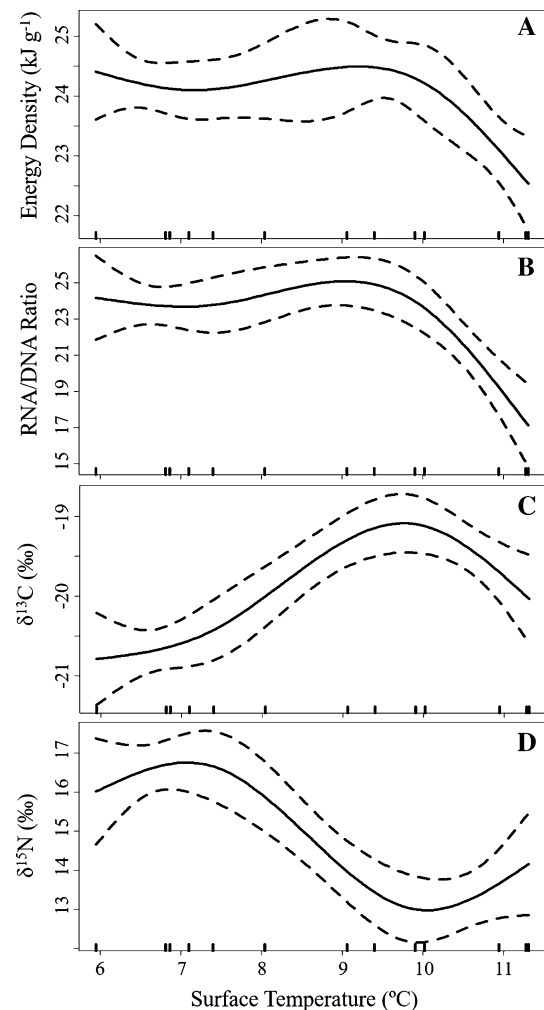 A
Energy Density (kJ g⁻¹)
25
24
23
22
B
RNA/DNA Ratio
25
23
21
19
17
15
C
δ¹³C (‰)
-19
-20
-21
D
δ¹⁵N (‰)
17
16
15
14
13
6 7 8 9 10 11
Surface Temperature (ºC)